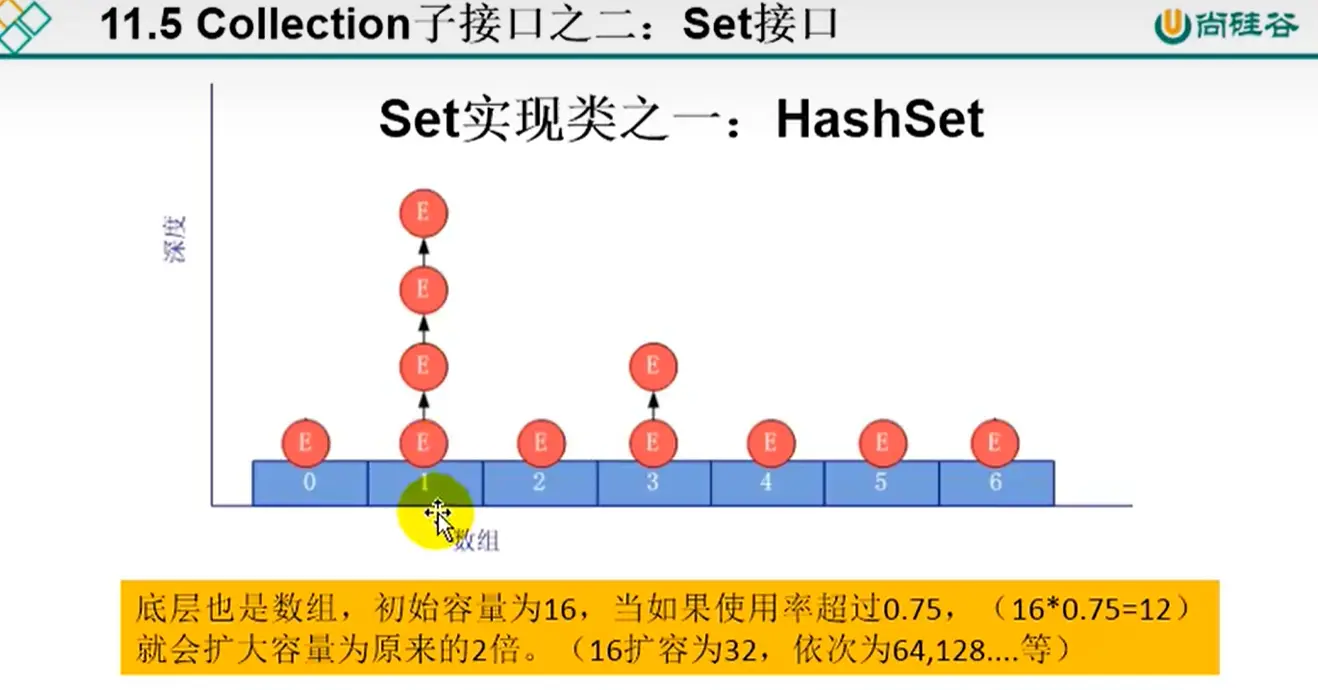 11.5 Collection子接口之二：Set接口
尚硅谷
Set实现类之一：HashSet
深度
E
E
E
E
E
E
E
E
E
E
E
0
1
2
3
4
5
6
数组
底层也是数组，初始容量为16，当如果使用率超过0.75，（16*0.75=12）
就会扩大容量为原来的2倍。（16扩容为32，依次为64,128....等）